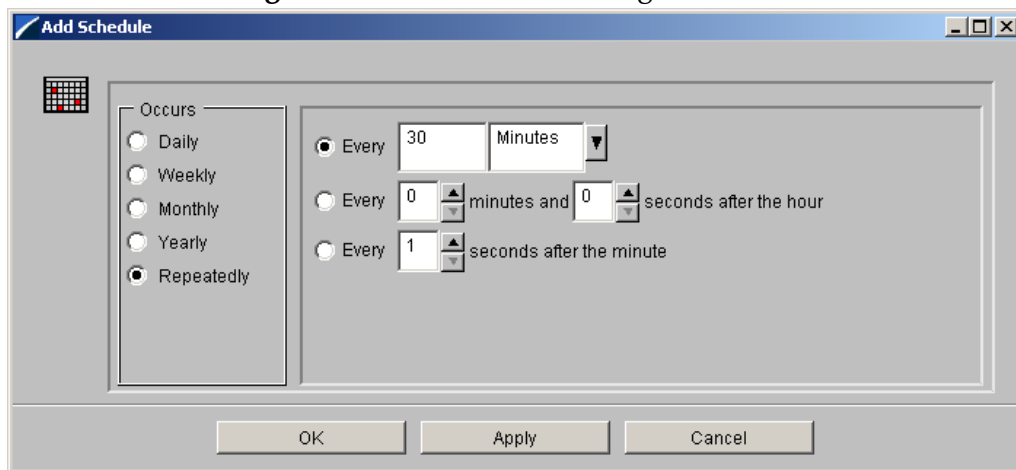 Add Schedule
Occurs
Daily
Weekly
Monthly
Yearly
Repeatedly
Every 30 Minutes
Every 0 minutes and 0 seconds after the hour
Every 1 seconds after the minute
OK Apply Cancel